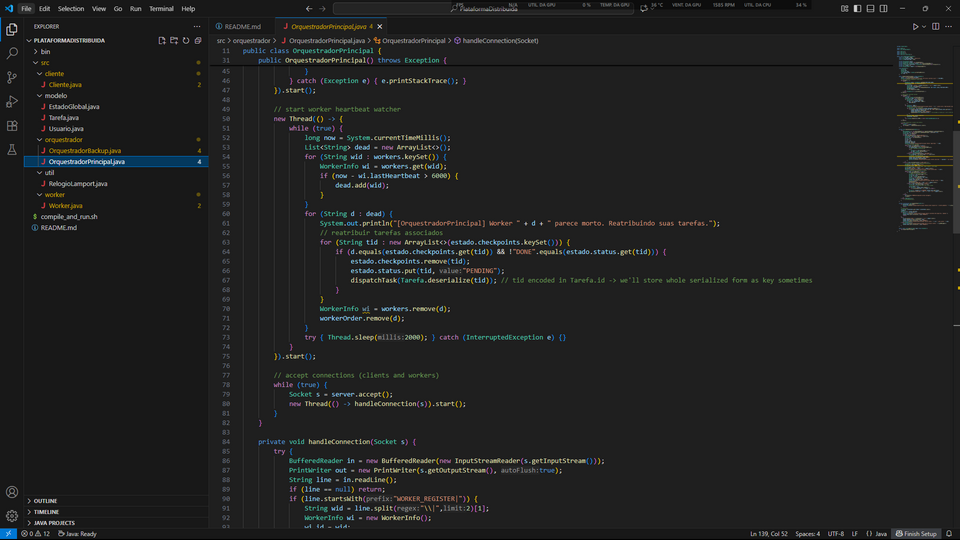 File Edit Selection View Go Run Terminal Help
PlataformaDistribuida
N/A UTIL. DA GPU 0 % TEMP. DA GPU 36 °C VENT. DA GPU 1185 RPM UTIL. DA CPU 34 %
EXPLORER
PLATAFORMADISTRIBUIDA
bin
src
cliente
Cliente.java 2
modelo
EstadoGlobal.java
Tarefa.java
Usuario.java
orquestrador
OrquestradorBackup.java 4
OrquestradorPrincipal.java 4
util
RelogioLamport.java
worker
Worker.java 2
compile_and_run.sh
README.md
OUTLINE
TIMELINE
JAVA PROJECTS
README.md
OrquestradorPrincipal.java 4
src > orquestrador > OrquestradorPrincipal.java > OrquestradorPrincipal > handleConnection(Socket)
11 public class OrquestradorPrincipal {
31 public OrquestradorPrincipal() throws Exception {
45 }
46 } catch (Exception e) { e.printStackTrace(); }
47 }).start();
48
49 // start worker heartbeat watcher
50 new Thread(() -> {
51 while (true) {
52 long now = System.currentTimeMillis();
53 List<String> dead = new ArrayList<>();
54 for (String wid : workers.keySet()) {
55 WorkerInfo wi = workers.get(wid);
56 if (now - wi.lastHeartbeat > 6000) {
57 dead.add(wid);
58 }
59 }
60 for (String d : dead) {
61 System.out.println("[OrquestradorPrincipal] Worker " + d + " parece morto. Reatribuindo suas tarefas.");
62 // reatribuir tarefas associados
63 for (String tid : new ArrayList<>(estado.checkpoints.keySet())) {
64 if (d.equals(estado.checkpoints.get(tid)) && !"DONE".equals(estado.status.get(tid))) {
65 estado.checkpoints.remove(tid);
66 estado.status.put(tid, value:"PENDING");
67 dispatchTask(Tarefa.deserialize(tid)); // tid encoded in Tarefa.id -> we'll store whole serialized form as key sometimes
68 }
69 }
70 WorkerInfo wi = workers.remove(d);
71 workerOrder.remove(d);
72 }
73 try { Thread.sleep(millis:2000); } catch (InterruptedException e) {}
74 }
75 }).start();
76
77 // accept connections (clients and workers)
78 while (true) {
79 Socket s = server.accept();
80 new Thread(() -> handleConnection(s)).start();
81 }
82 }
83
84 private void handleConnection(Socket s) {
85 try {
86 BufferedReader in = new BufferedReader(new InputStreamReader(s.getInputStream()));
87 PrintWriter out = new PrintWriter(s.getOutputStream(), autoFlush:true);
88 String line = in.readLine();
89 if (line == null) return;
90 if (line.startsWith(prefix:"WORKER_REGISTER|")) {
91 String wid = line.split(regex:"\\|",limit:2)[1];
92 WorkerInfo wi = new WorkerInfo();
93 wi.id = wid;
0 12 Java: Ready
Ln 139, Col 52 Spaces: 4 UTF-8 LF {} Java Finish Setup